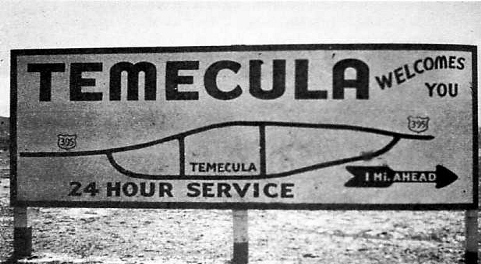 TEMECULA WELCOMES
YOU
395
395
TEMECULA
1 MI. AHEAD
24 HOUR SERVICE